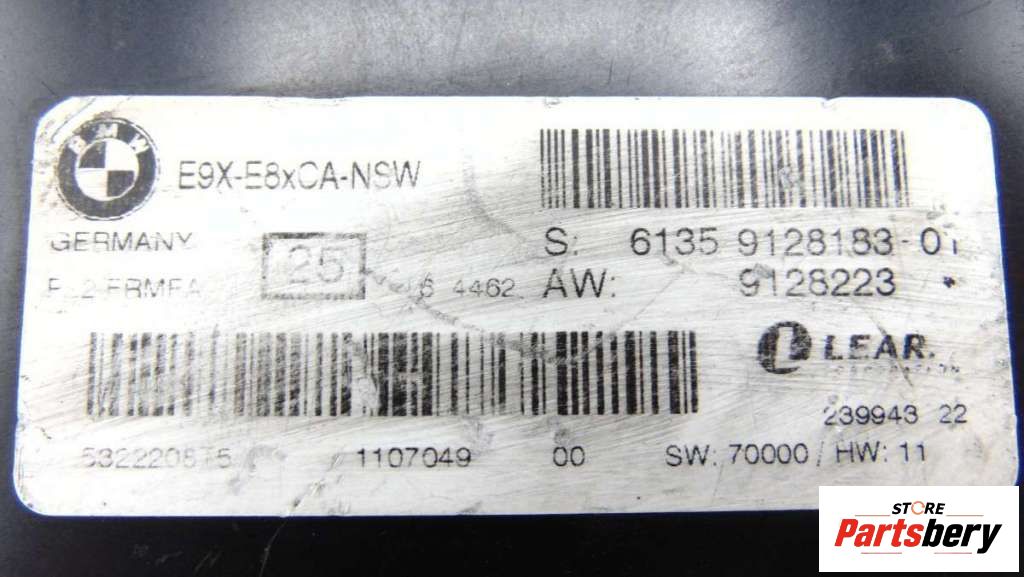 BMW
E9X-E8xCA-NSW
GERMANY
25
4462
S: 6135 9128183-01
AW: 9128223
LEAR.
CORPORATION
239943 22
1107049 00 SW: 70000 / HW: 11
STORE
Partsbery